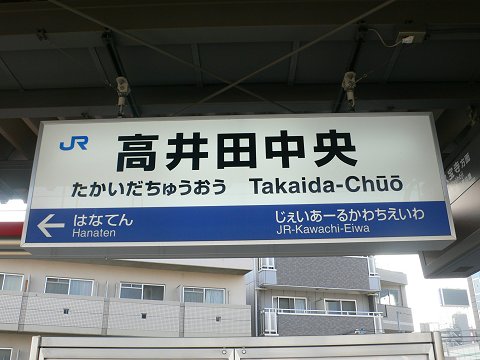 JR 高井田中央
たかいだちゅうおう Takaida-Chūō
← はなてん じぇいあーるかわちえいわ
Hanaten JR-Kawachi-Eiwa